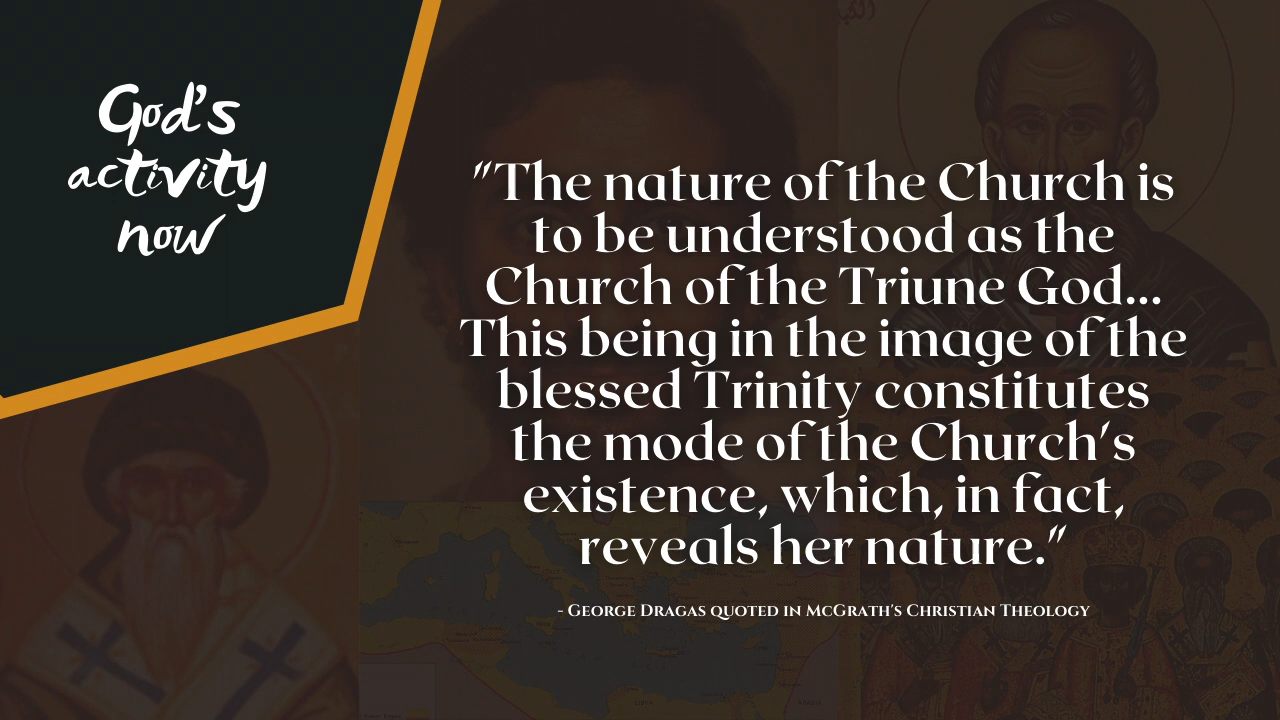 God's
activity
now
"The nature of the Church is
to be understood as the
Church of the Triune God...
This being in the image of the
blessed Trinity constitutes
the mode of the Church's
existence, which, in fact,
reveals her nature."
- George Dragas quoted in McGrath's Christian Theology